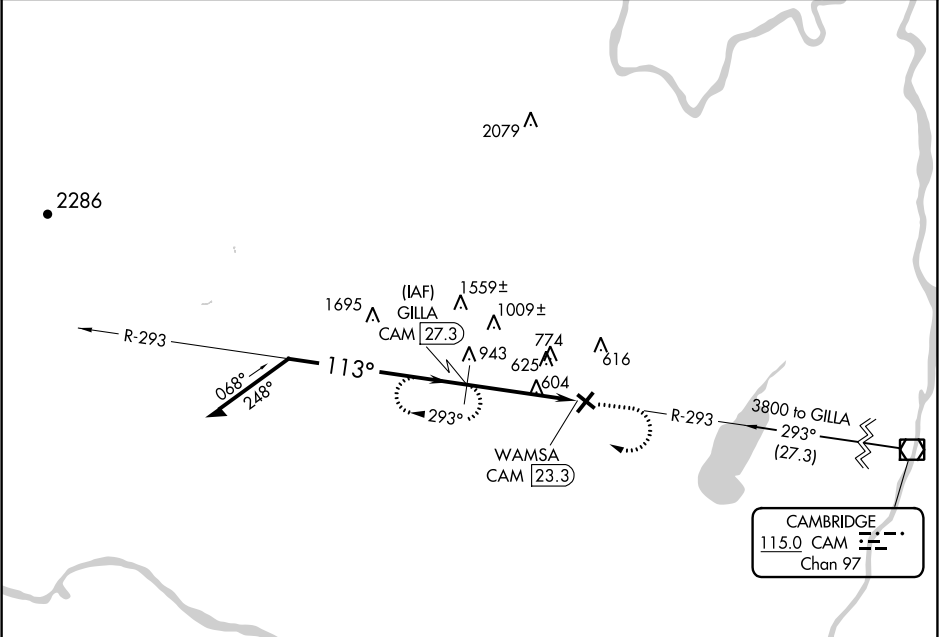 2079
2286
(IAF)
GILLA
CAM 27.3
1559±
1695
1009±
R-293
943
774
625
616
113°
604
068°
248°
293°
R-293
3800 to GILLA
293°
(27.3)
WAMSA
CAM 23.3
CAMBRIDGE
115.0 CAM
Chan 97